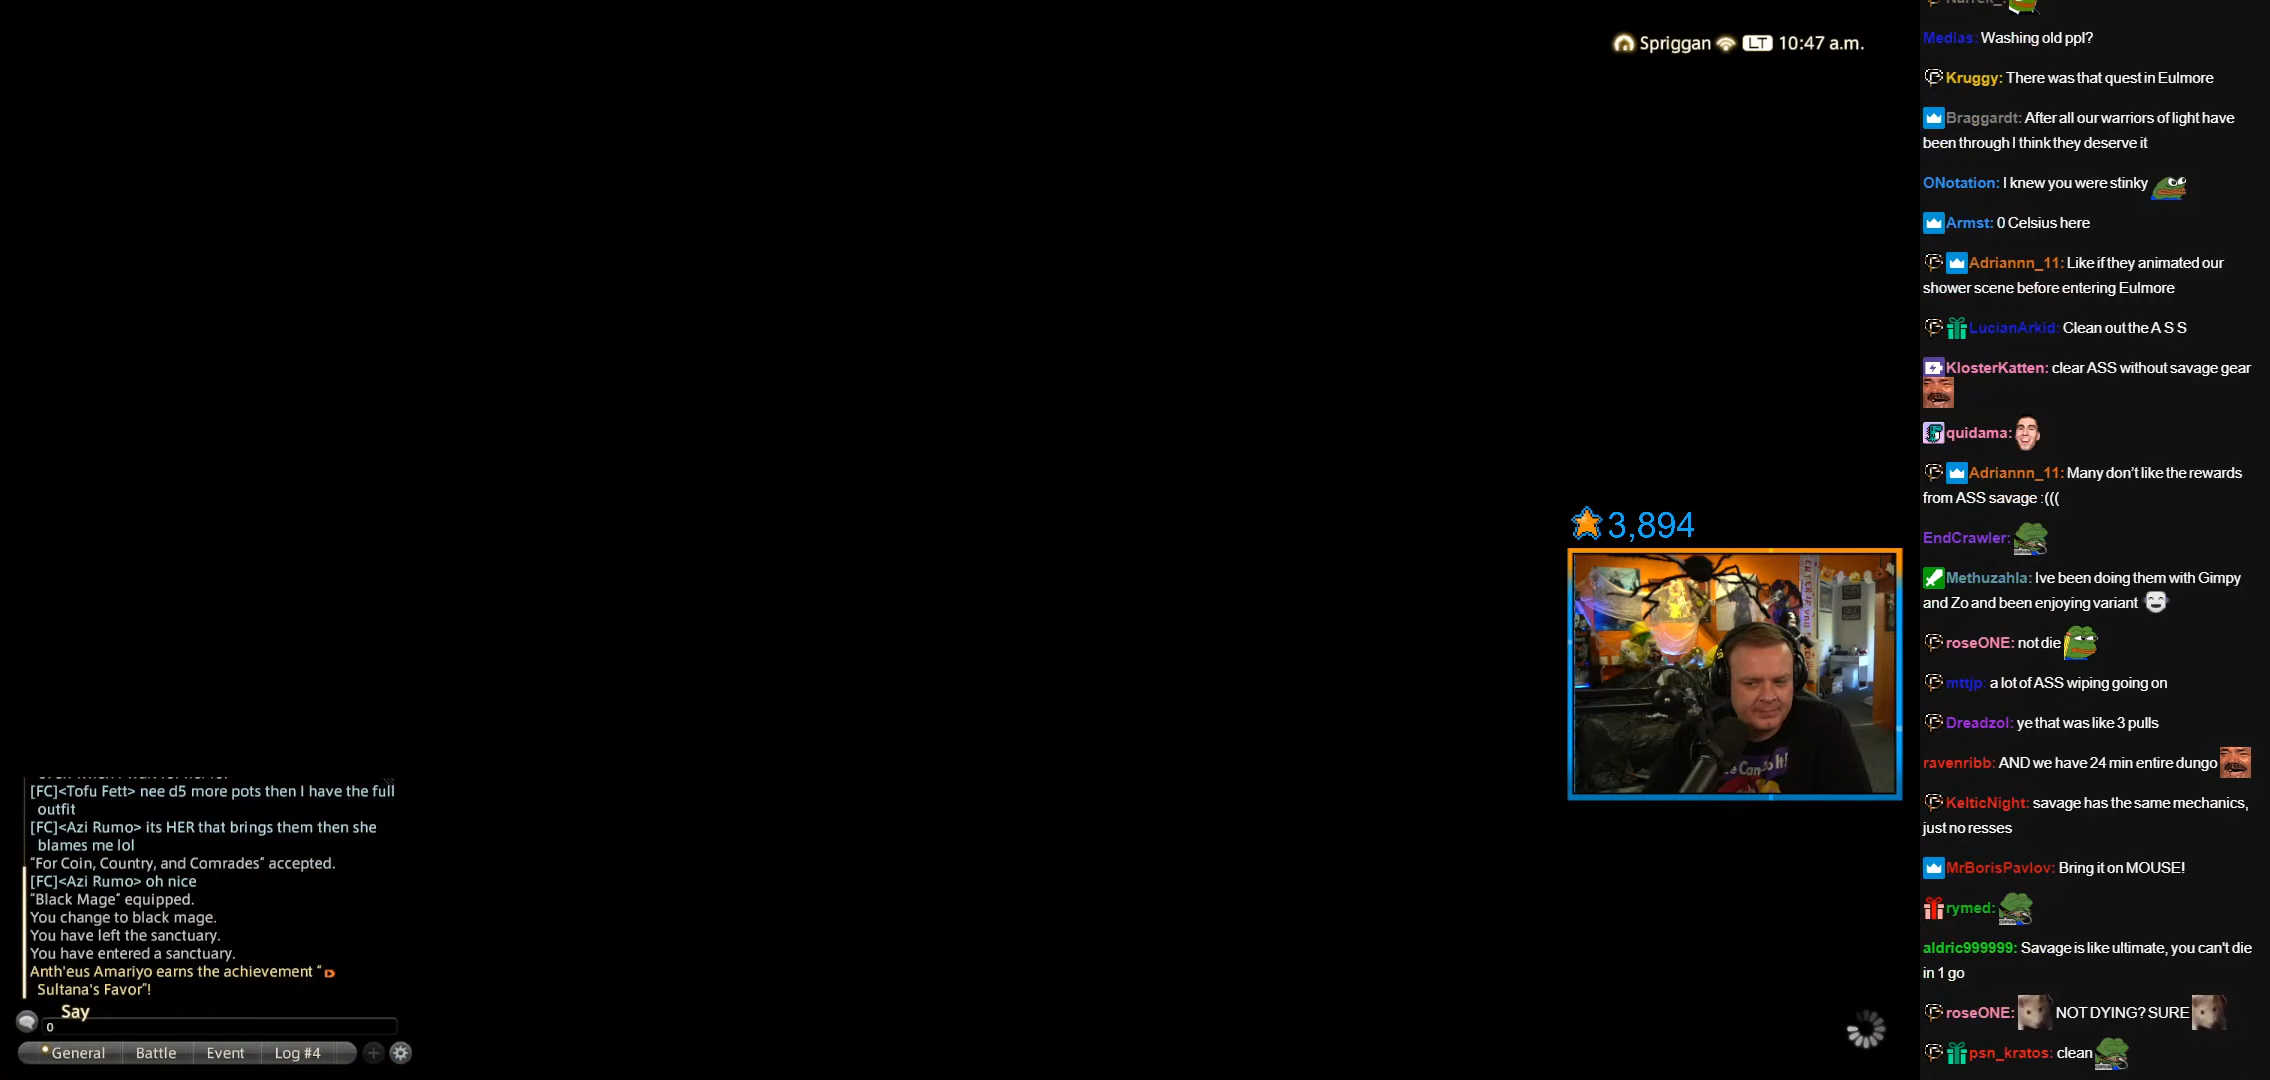 Spriggan LT 10:47 a.m.
[FC]<Tofu Fett> nee d5 more pots then I have the full
outfit
[FC]<Azi Rumo> its HER that brings them then she
blames me lol
"For Coin, Country, and Comrades" accepted.
[FC]<Azi Rumo> oh nice
"Black Mage" equipped.
You change to black mage.
You have left the sanctuary.
You have entered a sanctuary.
Anth'eus Amariyo earns the achievement "
Sultana's Favor"!
Say
0
General Battle Event Log #4
3,894
Medias: Washing old ppl?
Kruggy: There was that quest in Eulmore
Braggardt: After all our warriors of light have
been through I think they deserve it
ONotation: I knew you were stinky
Armst: 0 Celsius here
Adriannn_11: Like if they animated our
shower scene before entering Eulmore
LucianArkid: Clean out the A S S
KlosterKatten: clear ASS without savage gear
quidama:
Adriannn_11: Many don't like the rewards
from ASS savage :(((
EndCrawler:
Methuzahla: Ive been doing them with Gimpy
and Zo and been enjoying variant
roseONE: not die
mttjp: a lot of ASS wiping going on
Dreadzol: ye that was like 3 pulls
ravenribb: AND we have 24 min entire dungo
KelticNight: savage has the same mechanics,
just no resses
MrBorisPavlov: Bring it on MOUSE!
rymed:
aldric999999: Savage is like ultimate, you can't die
in 1 go
roseONE: NOT DYING? SURE
psn_kratos: clean